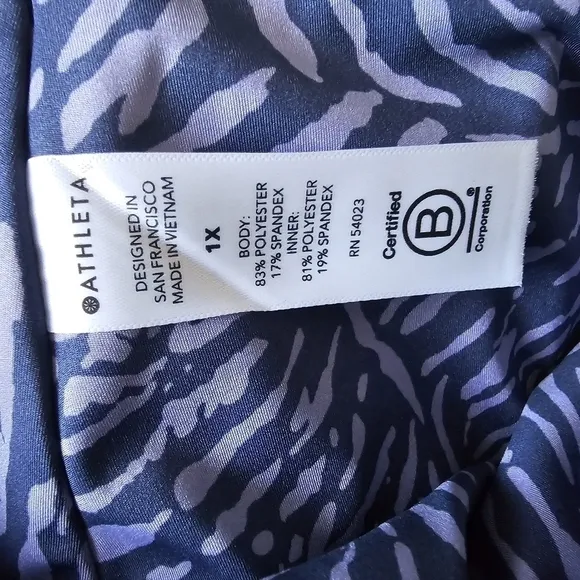 ATHLETA
DESIGNED IN
SAN FRANCISCO
MADE IN VIETNAM
1X
BODY:
83% POLYESTER
17% SPANDEX
INNER:
81% POLYESTER
19% SPANDEX
RN 54023
Certified
B
®
Corporation